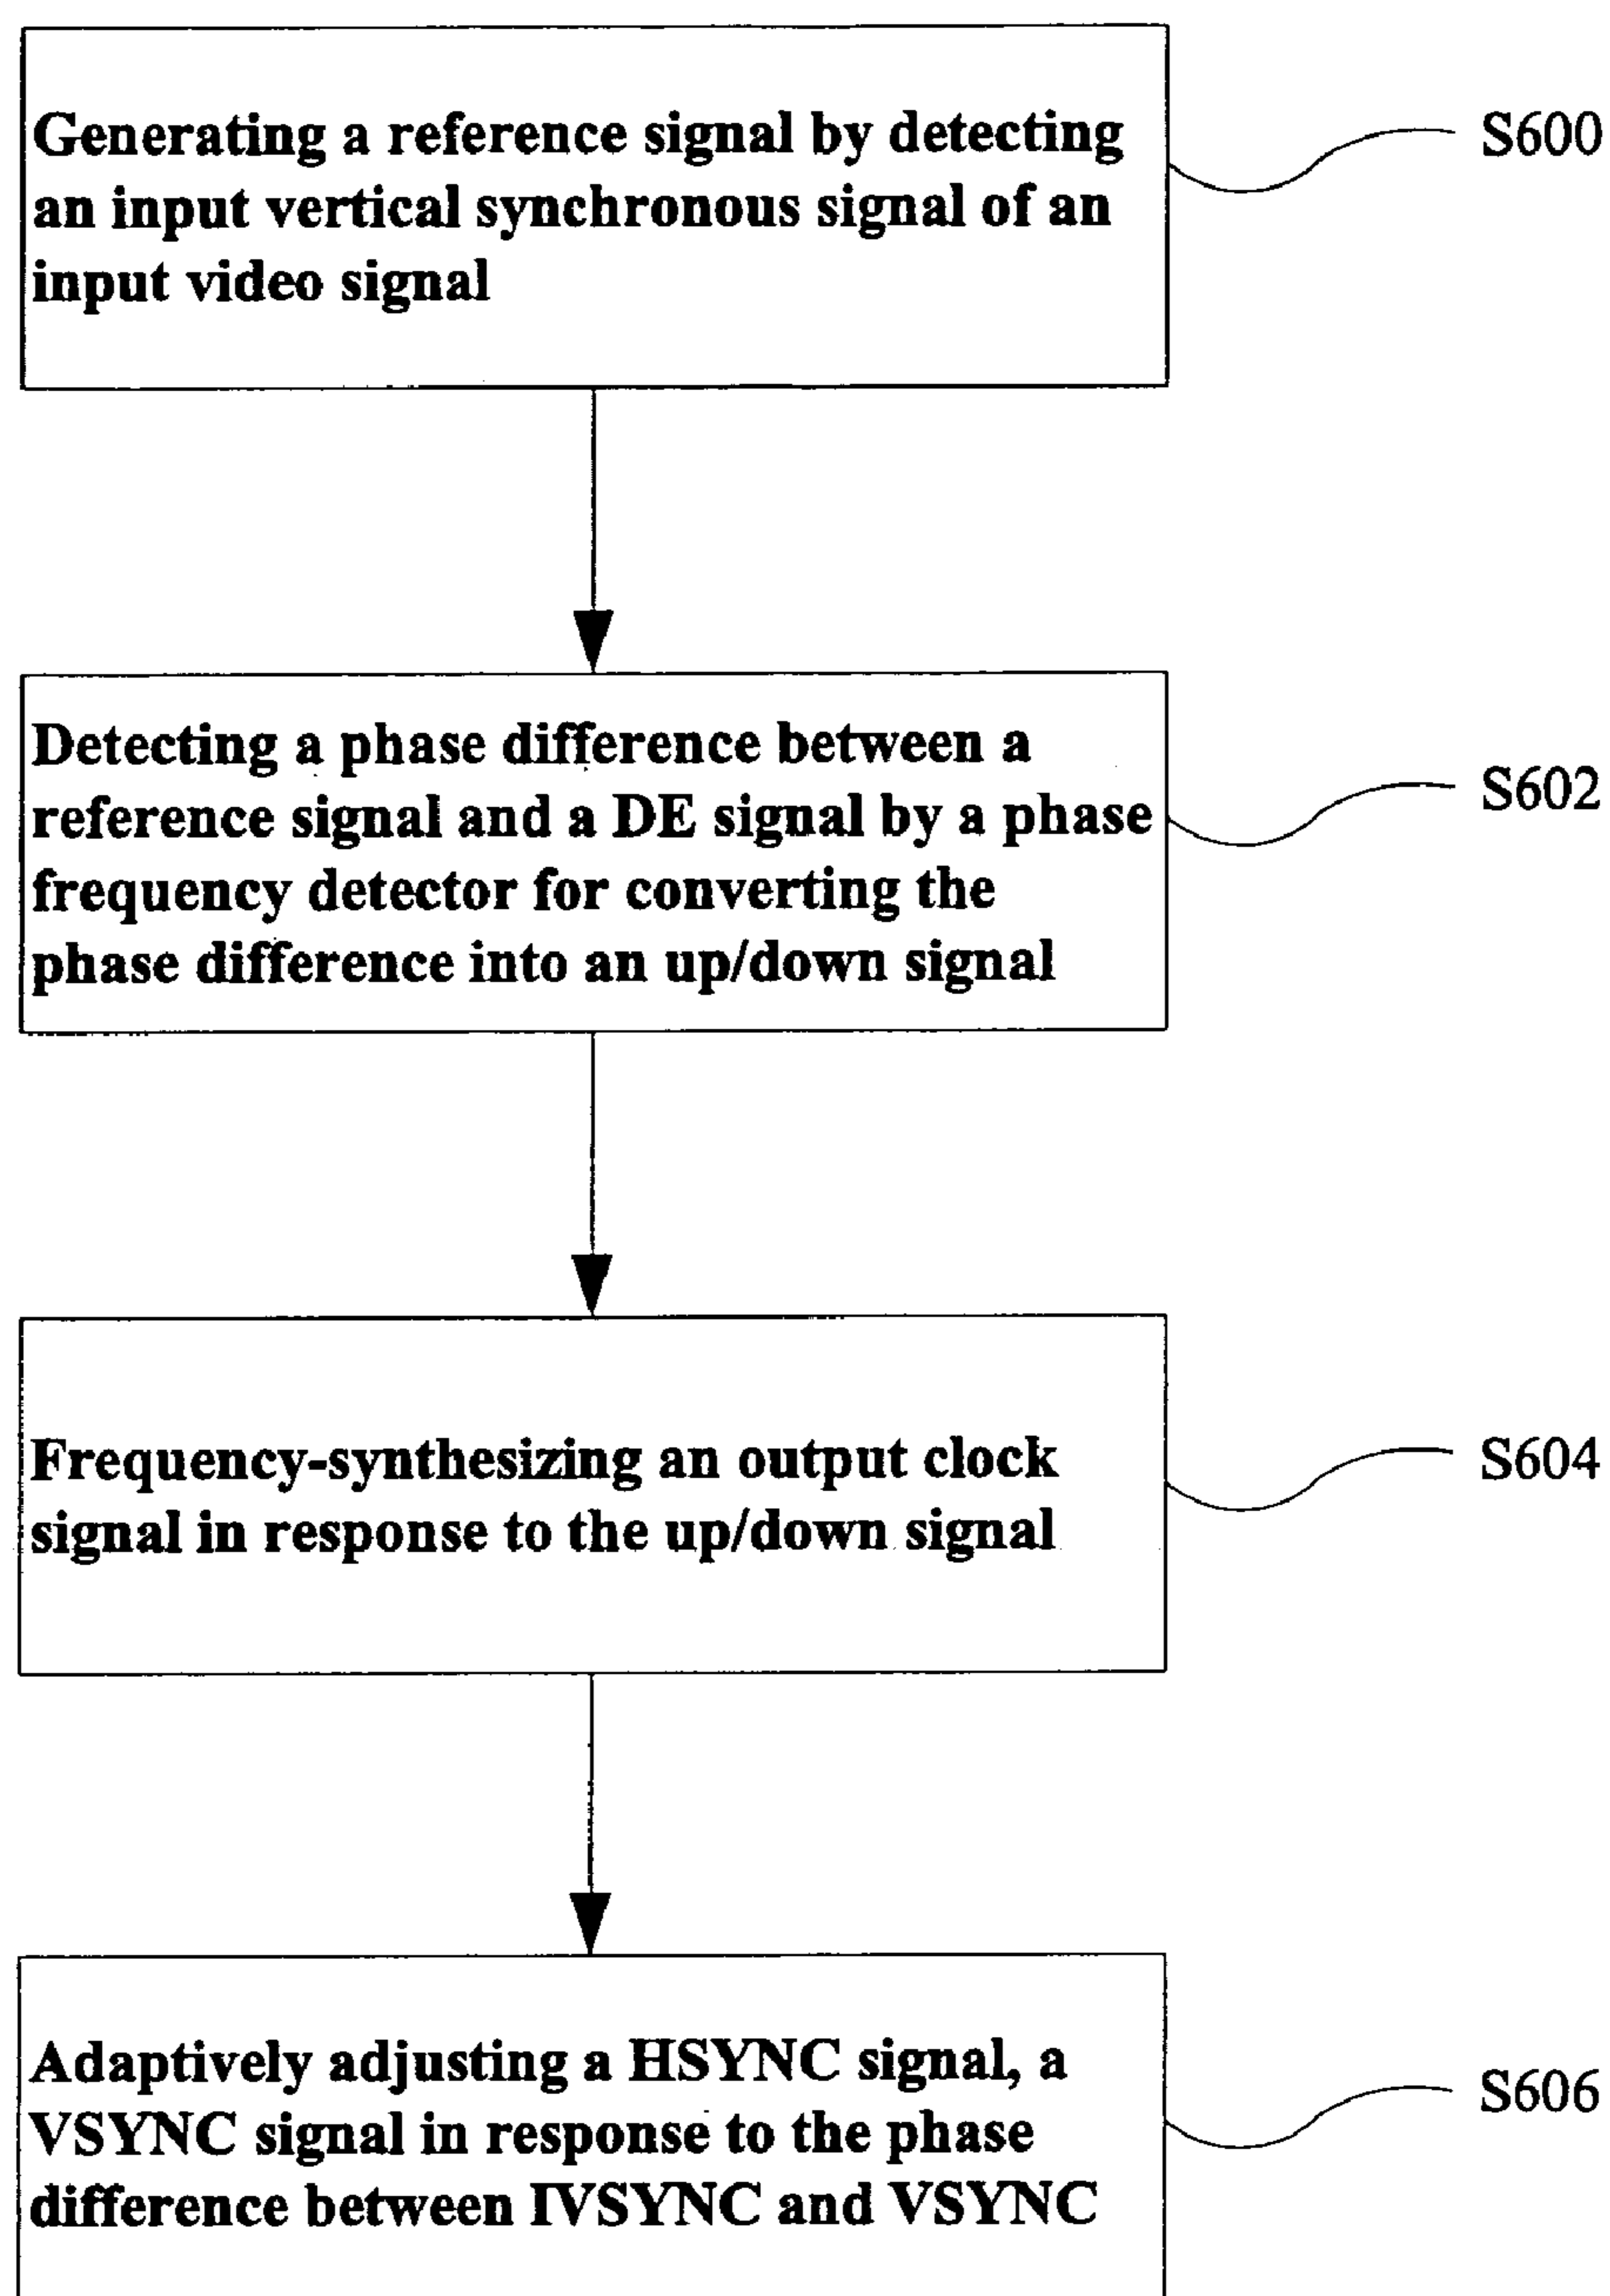 Generating a reference signal by detecting
an input vertical synchronous signal of an
input video signal
S600
Detecting a phase difference between a
reference signal and a DE signal by a phase
frequency detector for converting the
phase difference into an up/down signal
S602
Frequency-synthesizing an output clock
signal in response to the up/down signal
S604
Adaptively adjusting a HSYNC signal, a
VSYNC signal in response to the phase
difference between IVSYNC and VSYNC
S606